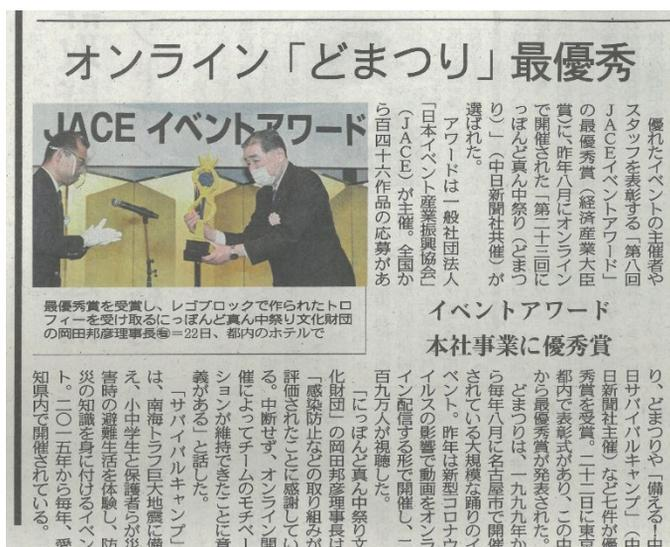 オンライン「どまつり」最優秀
優れたイベントの主催者や
スタッフを表彰する「第八回
JACEイベントアワード」
の最優秀賞(経済産業大臣
賞)に、昨年八月にオンライン
で開催された「第二十三回に
っぽんど真ん中祭り(どまつ
り)」(中日新聞社共催)が
選ばれた。
アワードは一般社団法人
「日本イベント産業振興協会」
(JACE)が主催。全国か
ら百四十六作品の応募があ
JACE イベントアワード
最優秀賞を受賞し、レゴブロックで作られたトロ
フィーを受け取るにっぽんど真ん中祭り文化財団
の岡田邦彦理事長㊨=22日、都内のホテルで
イベントアワード
本社事業に優秀賞
り、どまつりや「備える!中
日サバイバルキャンプ」(中
日新聞社主催)など件が優
秀賞を受賞。二十二日に東京
都内で表彰式があり、この中
から最優秀賞が発表された。
どまつりは、一九九九年か
ら毎年八月に名古屋市で開催
されている大規模な踊りのイ
ベント。昨年は新型コロナウ
イルスの影響で動画をオンラ
イン配信する形で開催し、
百九万人が視聴した。
「にっぽんど真ん中祭り文
化財団」の岡田邦彦理事長は
「感染防止などの取り組みが
評価されたことに感謝してい
る。中断せず、オンライン開
催によってチームのモチベー
ションが維持できたことに意
義がある」と話した。
「サバイバルキャンプ」
は、南海トラフ巨大地震に備
え、小中学生と保護者らが災
害時の避難生活を体験し、防
災の知識を身に付けるイベン
ト。二〇一五年から毎年、愛
知県内で開催されている。